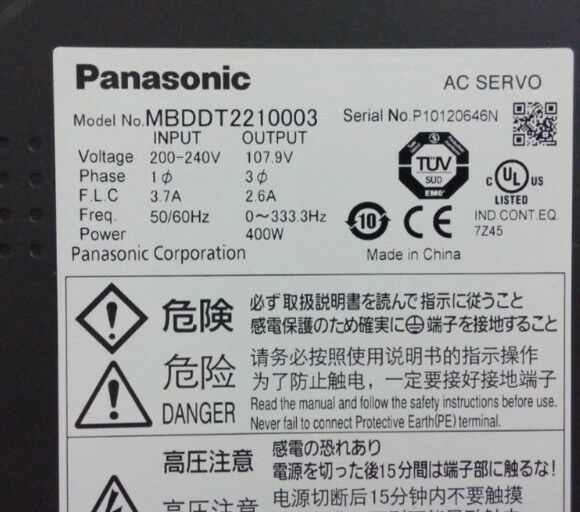 Panasonic
AC SERVO
Model No. MBDDT2210003 Serial No. P10120646N
INPUT OUTPUT
Voltage 200-240V 107.9V
Phase 1ϕ 3ϕ
F.L.C 3.7A 2.6A
Freq. 50/60Hz 0~333.3Hz
Power 400W
Panasonic Corporation
TÜV
SUD
EMC
C UL US
LISTED
IND.CONT.EQ.
7Z45
10 CE
Made in China
危険 必ず取扱説明書を読んで指示に従うこと
感電保護のため確実に⏚端子を接地すること
危险 请务必按照使用说明书的指示操作
为了防止触电，一定要接好接地端子
DANGER Read the manual and follow the safety instructions before use.
Never fail to connect Protective Earth(PE) terminal.
高圧注意 感電の恐れあり
電源を切った後15分間は端子部に触るな!
电源切断后15分钟内不要触摸